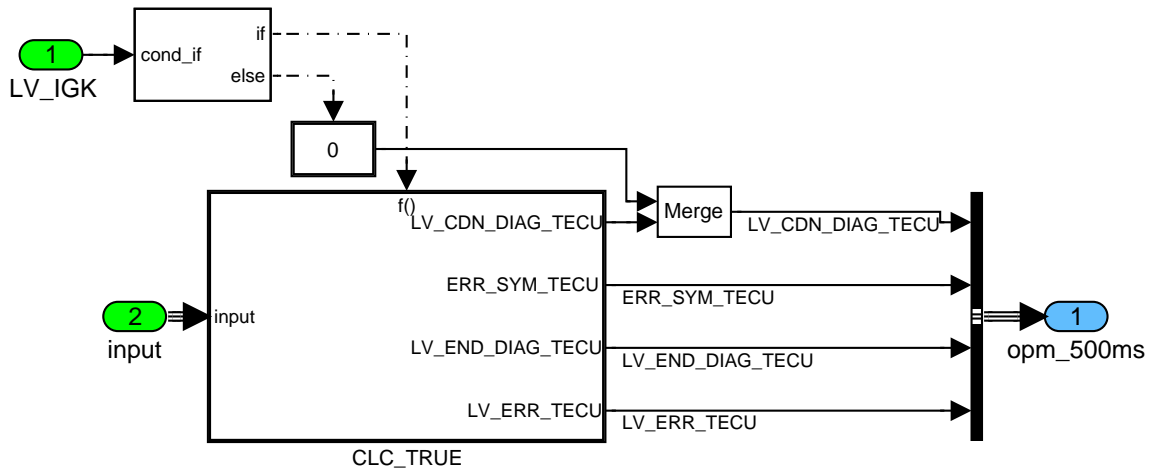 if
1
cond_if
LV_IGK
else
0
f()
LV_CDN_DIAG_TECU
Merge
LV_CDN_DIAG_TECU
ERR_SYM_TECU
ERR_SYM_TECU
2
input
input
1
opm_500ms
LV_END_DIAG_TECU
LV_END_DIAG_TECU
LV_ERR_TECU
LV_ERR_TECU
CLC_TRUE